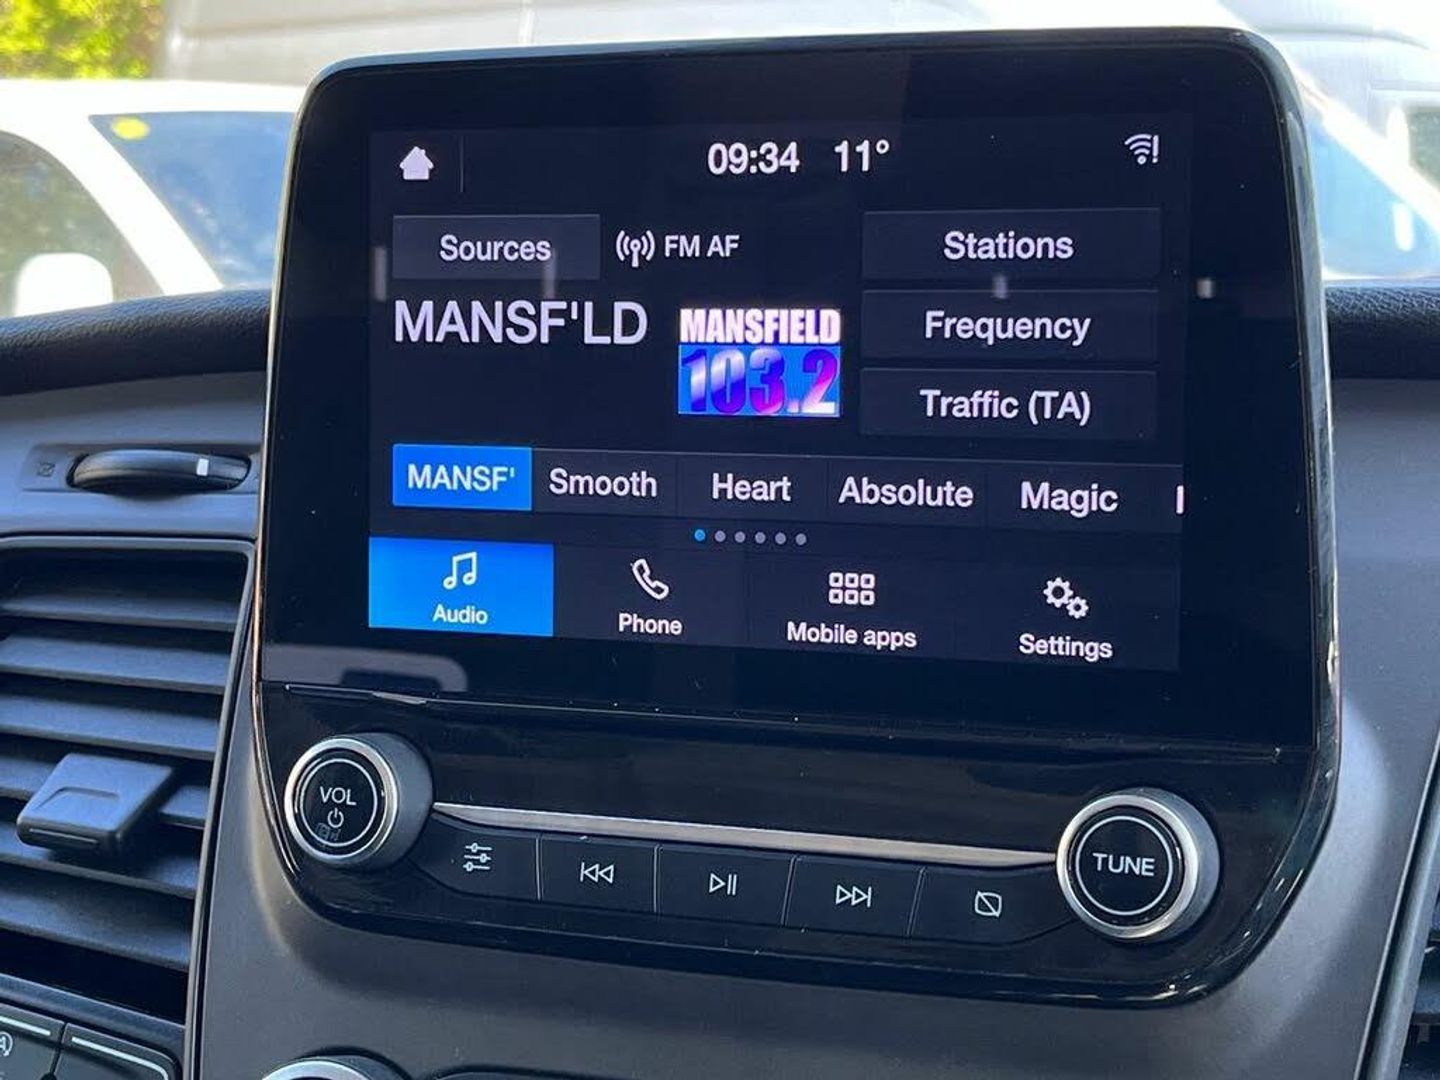 09:34 11°
Sources FM AF Stations
MANSF'LD
MANSFIELD
103.2
Frequency
Traffic (TA)
MANSF' Smooth Heart Absolute Magic
Audio Phone Mobile apps Settings
VOL
TUNE